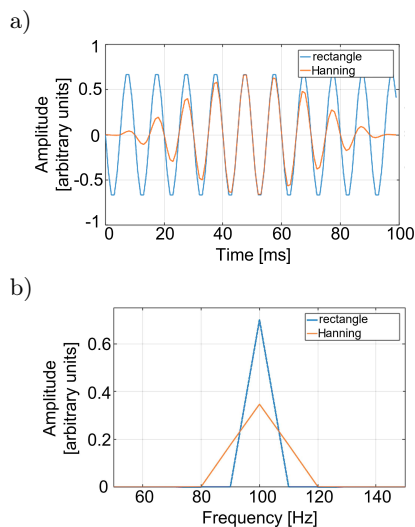 a)
1
0.5
0
-0.5
-1
Amplitude
[arbitrary units]
rectangle
Hanning
0 20 40 60 80 100
Time [ms]
b)
0.6
0.4
0.2
0
Amplitude
[arbitrary units]
rectangle
Hanning
60 80 100 120 140
Frequency [Hz]